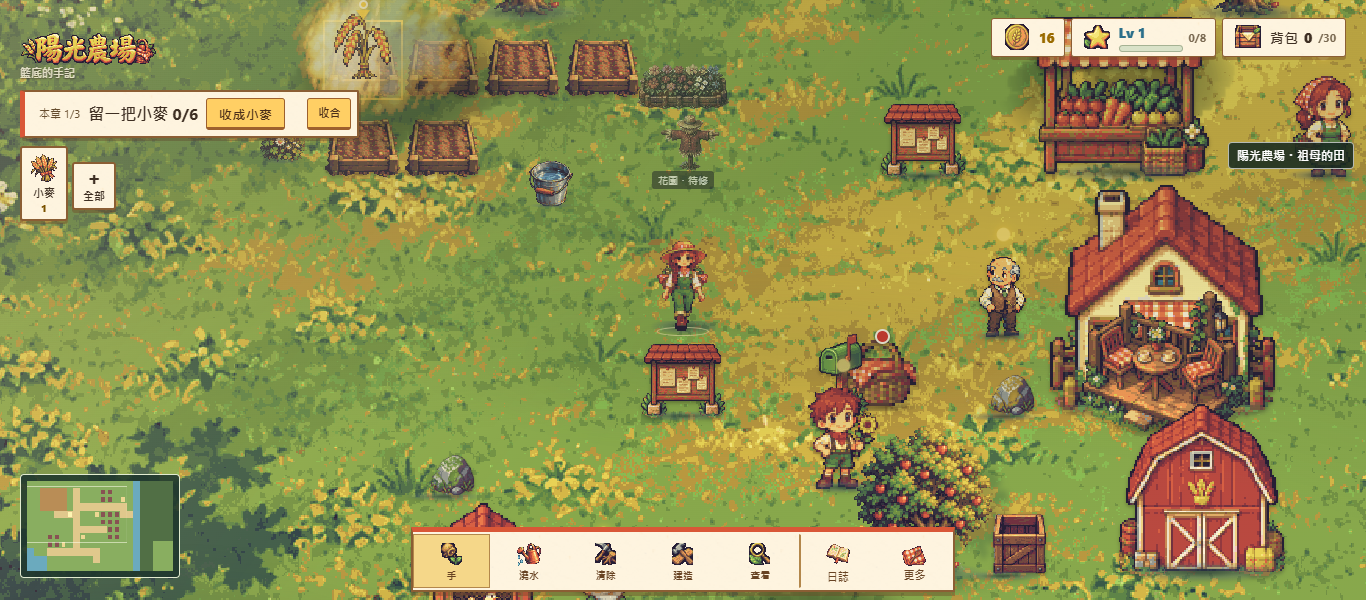 陽光農場
籃底的手記
本章 1/3 留一把小麥 0/6 收成小麥 收合
小麥
1
+
全部
16
Lv 1
0/8
背包 0 /30
陽光農場・祖母的田
花圃・待修
手
澆水
清除
建造
查看
日誌
更多